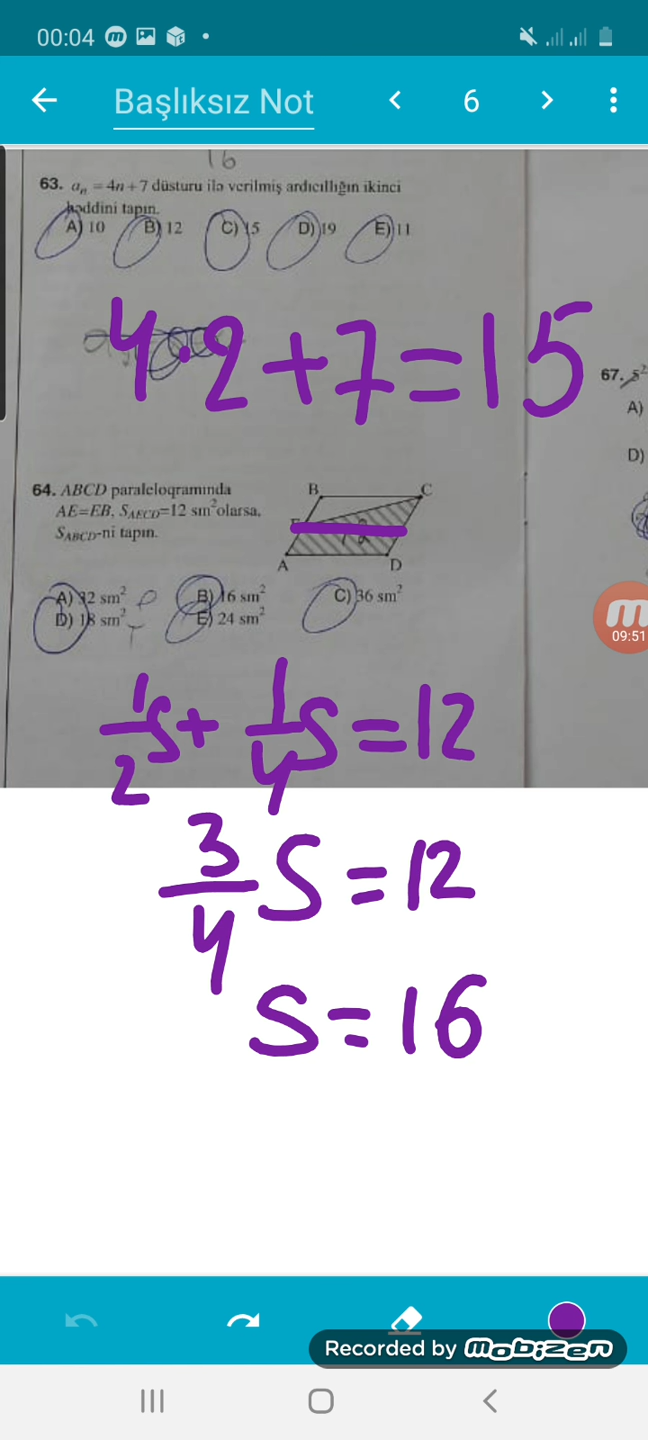 00:04
Başlıksız Not
6
16
63. aₙ = 4n + 7 düsturu ilə verilmiş ardıcıllığın ikinci
həddini tapın.
A) 10 B) 12 C) 15 D) 19 E) 11
4·2+7=15
67. s²
A)
D)
64. ABCD paraleloqramında
AE=EB, S_AECD=12 sm² olarsa,
S_ABCD-ni tapın.
B C
12
A D
A) 32 sm² B) 16 sm² C) 36 sm²
D) 18 sm² E) 24 sm²
09:51
1/2 S + 1/4 S = 12
3/4 S = 12
S = 16
Recorded by mobizen